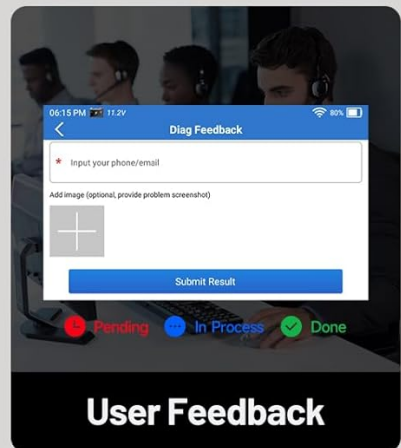 06:15 PM 11.2V 80%
Diag Feedback
* Input your phone/email
Add image (optional, provide problem screenshot)
Submit Result
Pending In Process Done
User Feedback